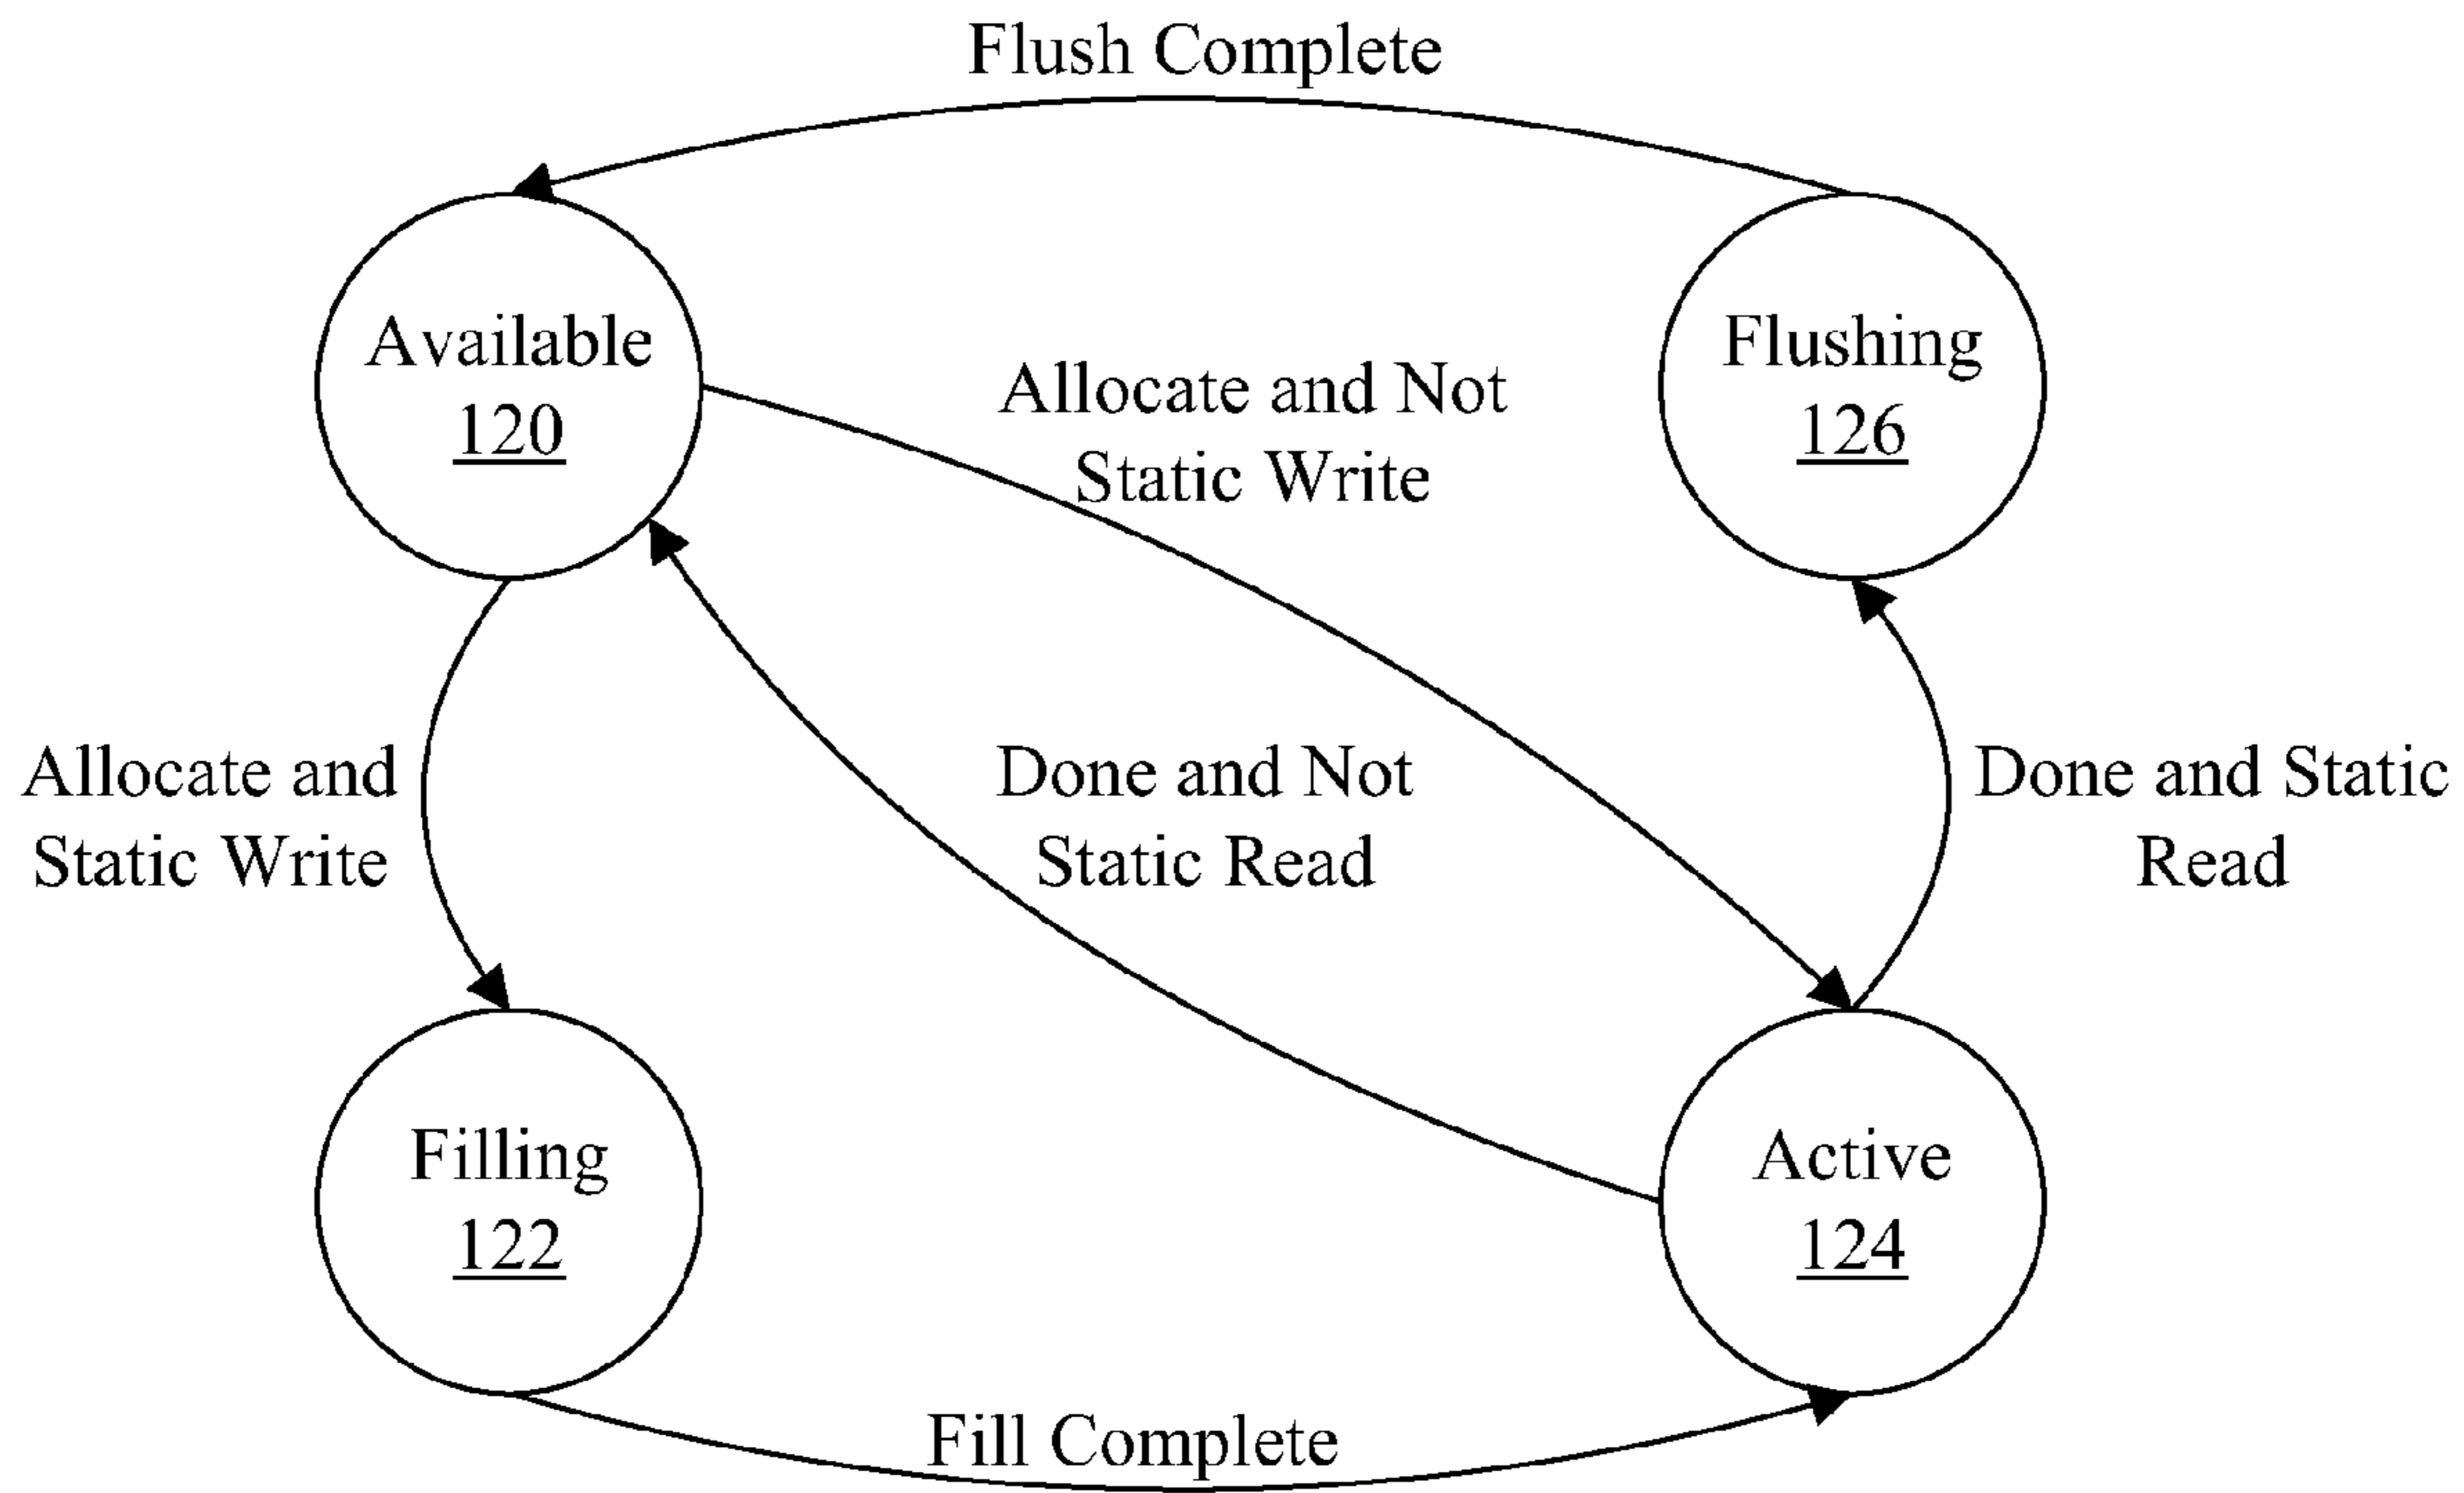 Flush Complete
Available
120
Flushing
126
Allocate and Not
Static Write
Allocate and
Static Write
Done and Not
Static Read
Done and Static
Read
Filling
122
Active
124
Fill Complete